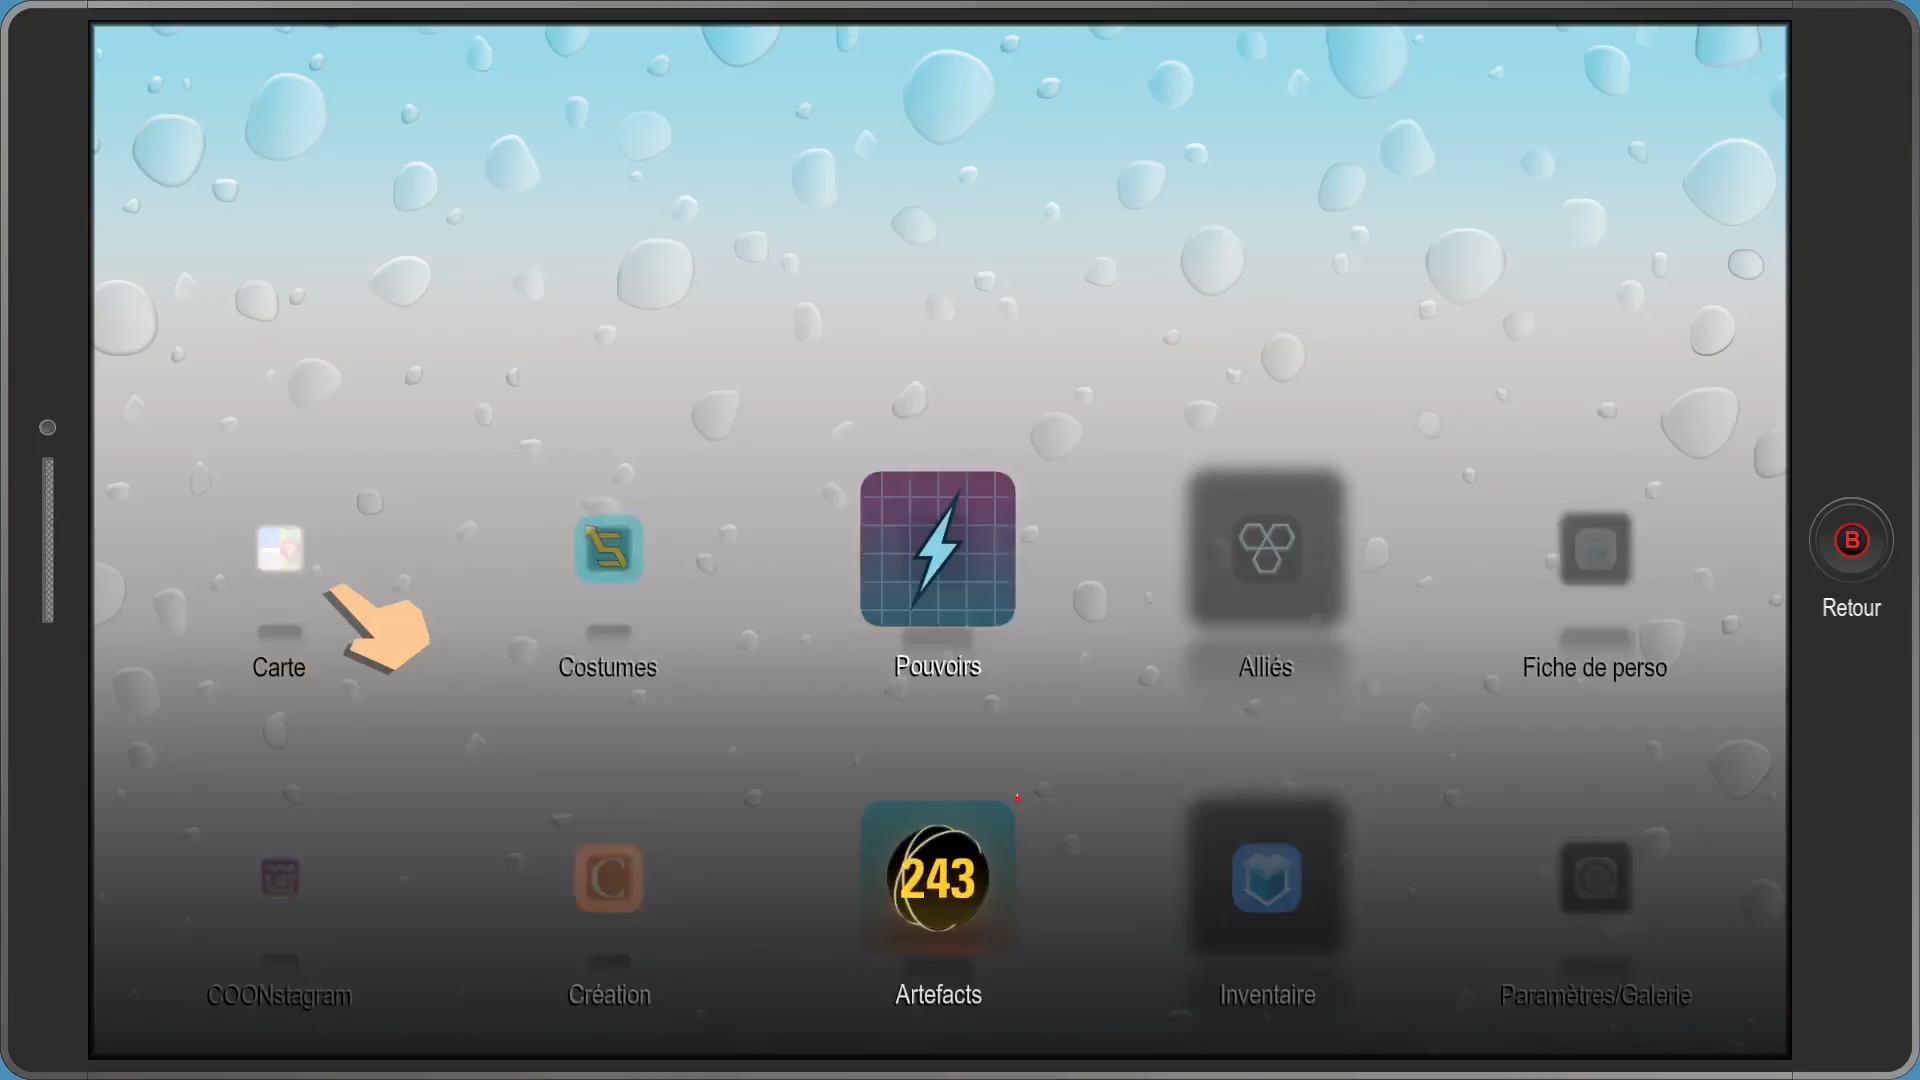 B
Retour
Carte
Costumes
Pouvoirs
Alliés
Fiche de perso
C
243
COONstagram
Création
Artefacts
Inventaire
Paramètres/Galerie